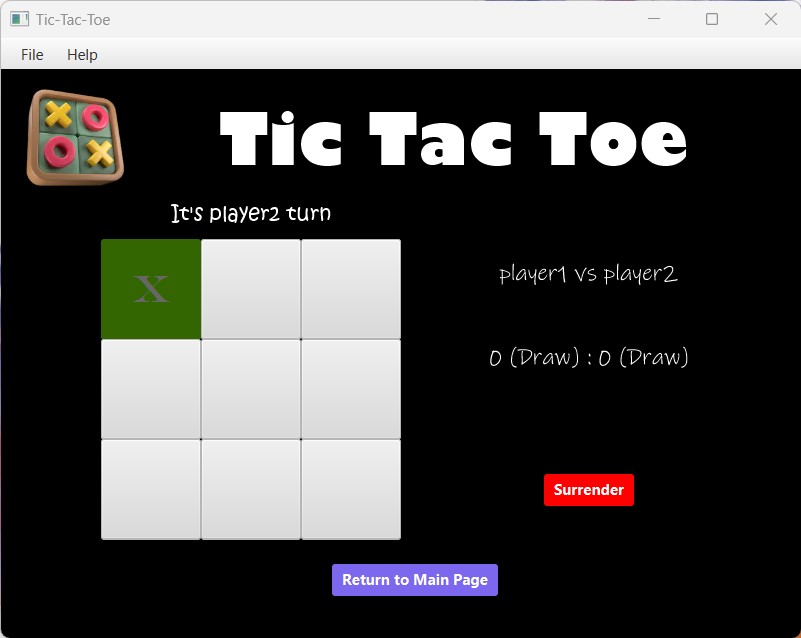 Tic-Tac-Toe
File Help
Tic Tac Toe
It's player2 turn
X
player1 vs player2
0 (Draw) : 0 (Draw)
Surrender
Return to Main Page